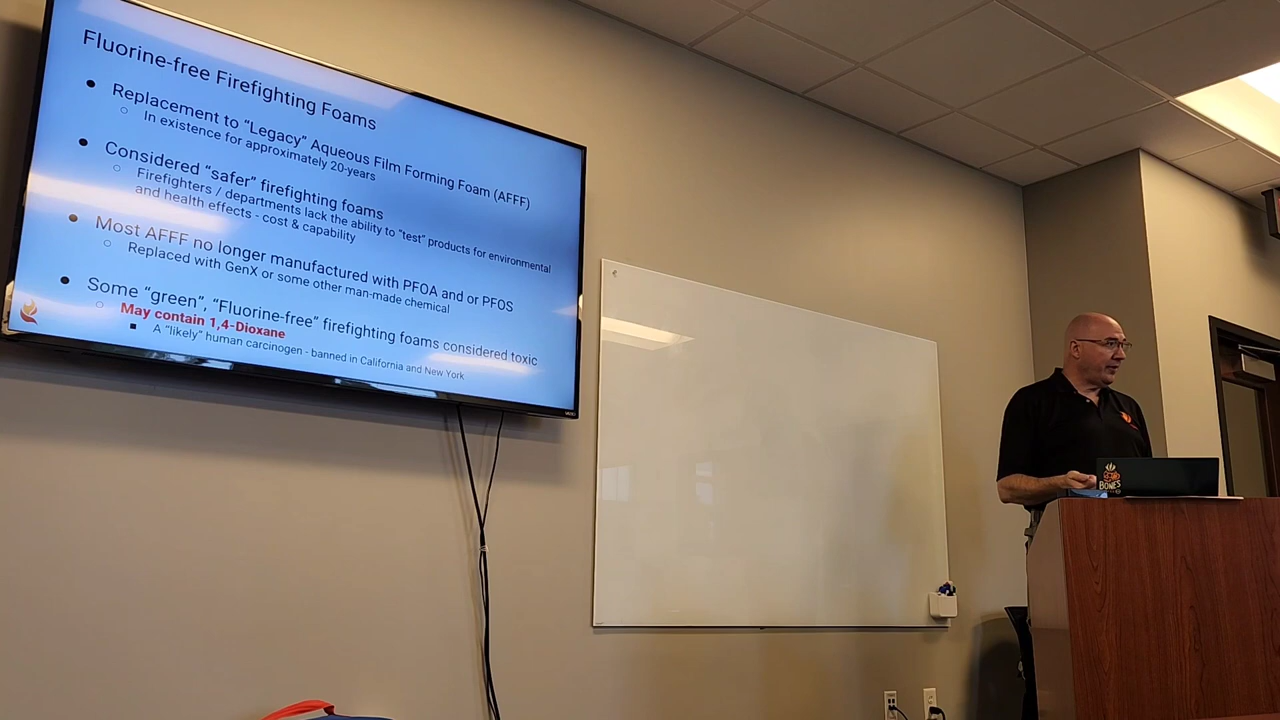 Fluorine-free Firefighting Foams
Replacement to “Legacy” Aqueous Film Forming Foam (AFFF)
In existence for approximately 20-years
Considered “safer” firefighting foams
Firefighters / departments lack the ability to “test” products for environmental
and health effects - cost & capability
Most AFFF no longer manufactured with PFOA and or PFOS
Replaced with GenX or some other man-made chemical
Some “green”, “Fluorine-free” firefighting foams considered toxic
May contain 1,4-Dioxane
A “likely” human carcinogen - banned in California and New York
BONES